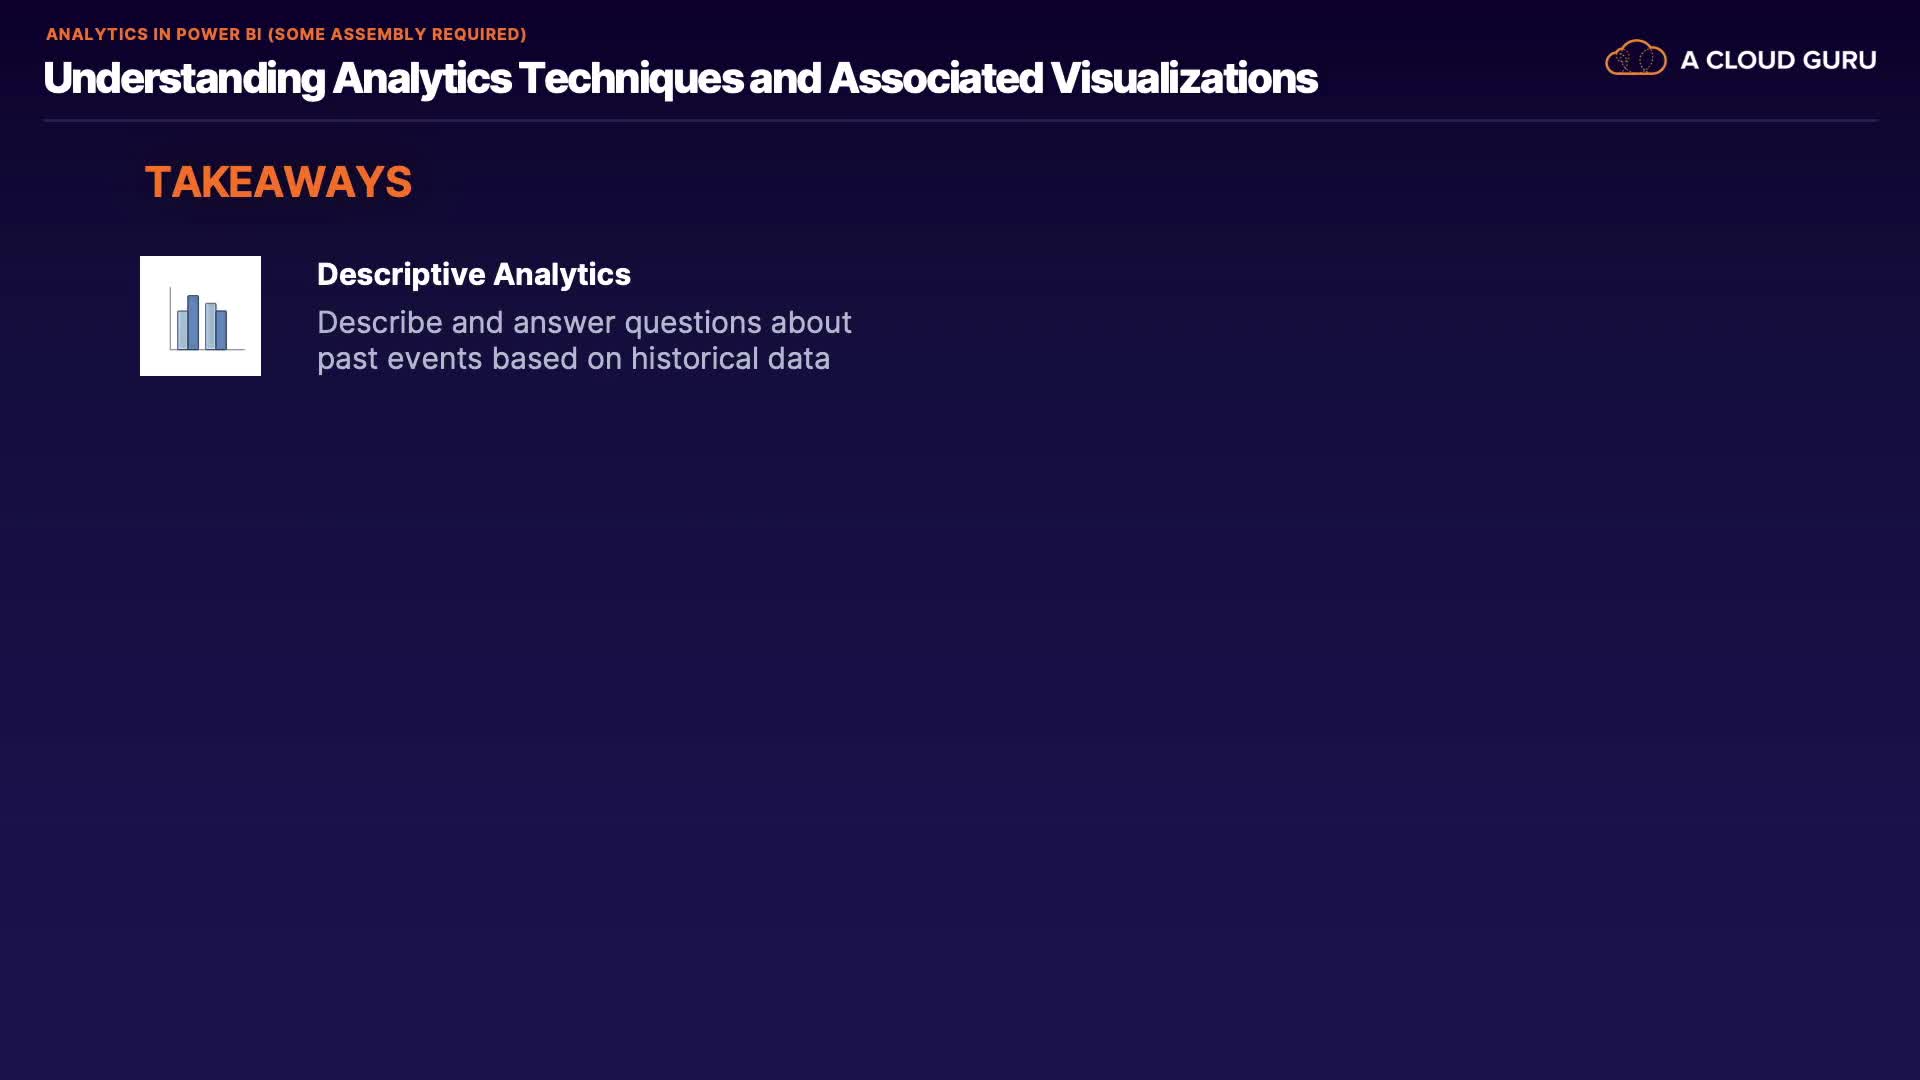 ANALYTICS IN POWER BI (SOME ASSEMBLY REQUIRED)
Understanding Analytics Techniques and Associated Visualizations
A CLOUD GURU
TAKEAWAYS
Descriptive Analytics
Describe and answer questions about
past events based on historical data